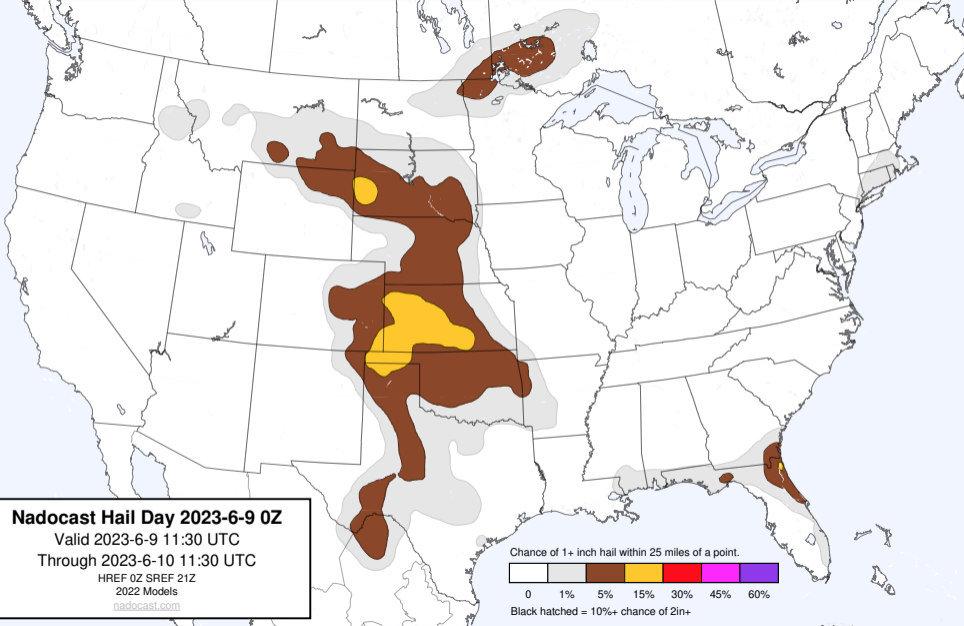 Nadocast Hail Day 2023-6-9 0Z
Valid 2023-6-9 11:30 UTC
Through 2023-6-10 11:30 UTC
HREF 0Z SREF 21Z
2022 Models
nadocast.com
Chance of 1+ inch hail within 25 miles of a point.
0 1% 5% 15% 30% 45% 60%
Black hatched = 10%+ chance of 2in+